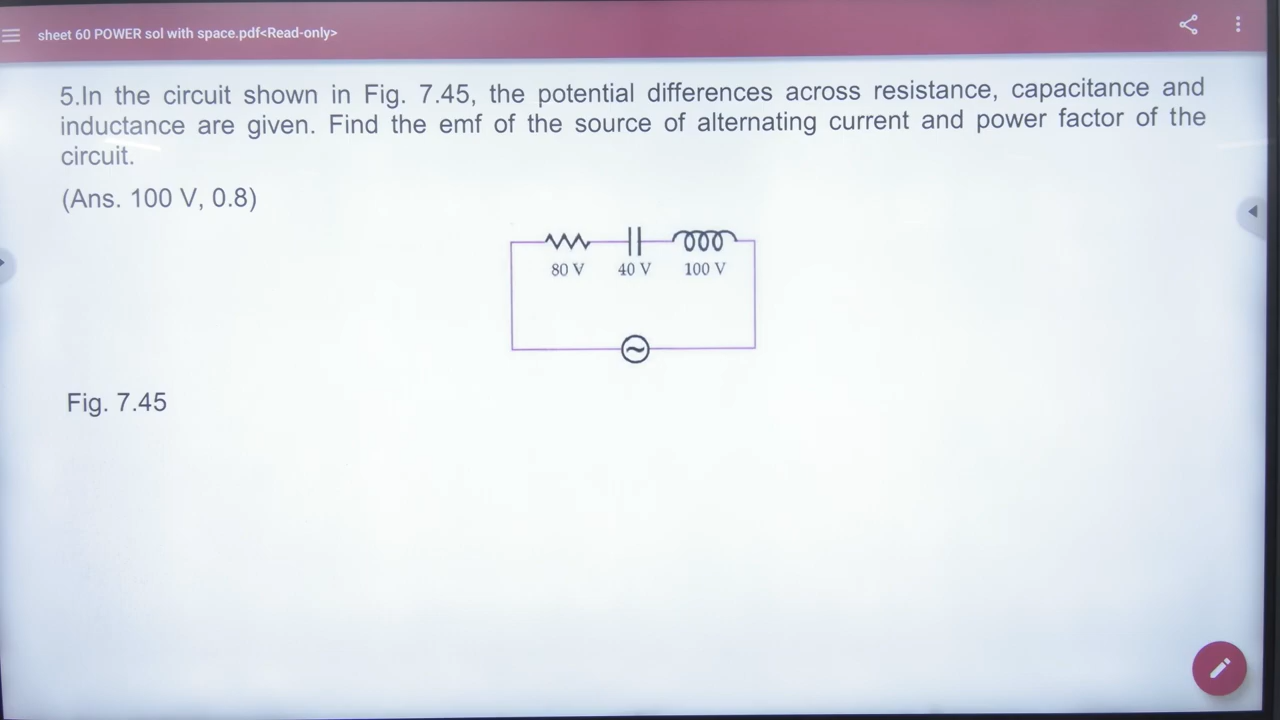 sheet 60 POWER sol with space.pdf<Read-only>
5.In the circuit shown in Fig. 7.45, the potential differences across resistance, capacitance and
inductance are given. Find the emf of the source of alternating current and power factor of the
circuit.
(Ans. 100 V, 0.8)
80 V 40 V 100 V
Fig. 7.45